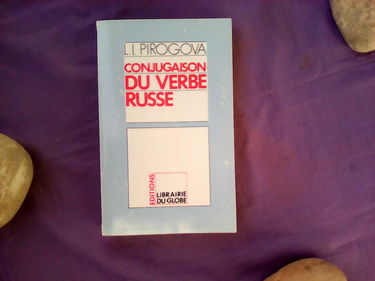 L.I. PIROGOVA
CONJUGAISON
DU VERBE
RUSSE
EDITIONS
LIBRAIRIE
DU GLOBE